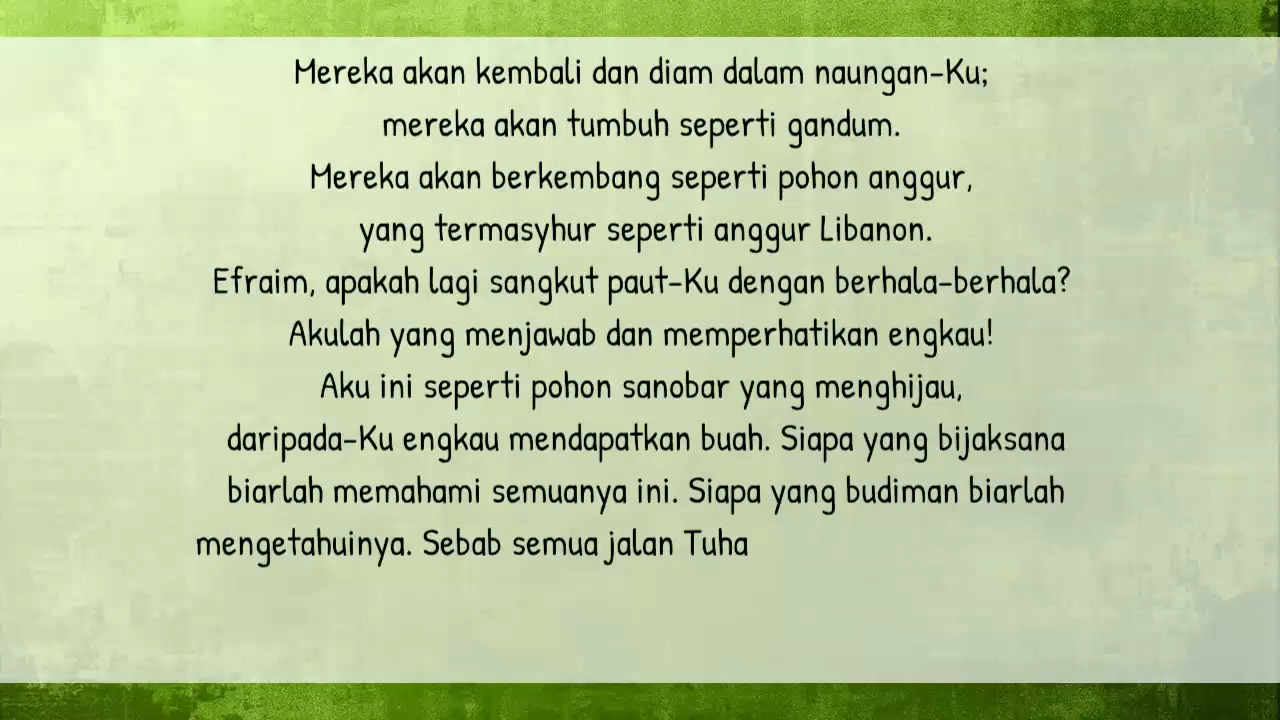 Mereka akan kembali dan diam dalam naungan-Ku;
mereka akan tumbuh seperti gandum.
Mereka akan berkembang seperti pohon anggur,
yang termasyhur seperti anggur Libanon.
Efraim, apakah lagi sangkut paut-Ku dengan berhala-berhala?
Akulah yang menjawab dan memperhatikan engkau!
Aku ini seperti pohon sanobar yang menghijau,
daripada-Ku engkau mendapatkan buah. Siapa yang bijaksana
biarlah memahami semuanya ini. Siapa yang budiman biarlah
mengetahuinya. Sebab semua jalan Tuha